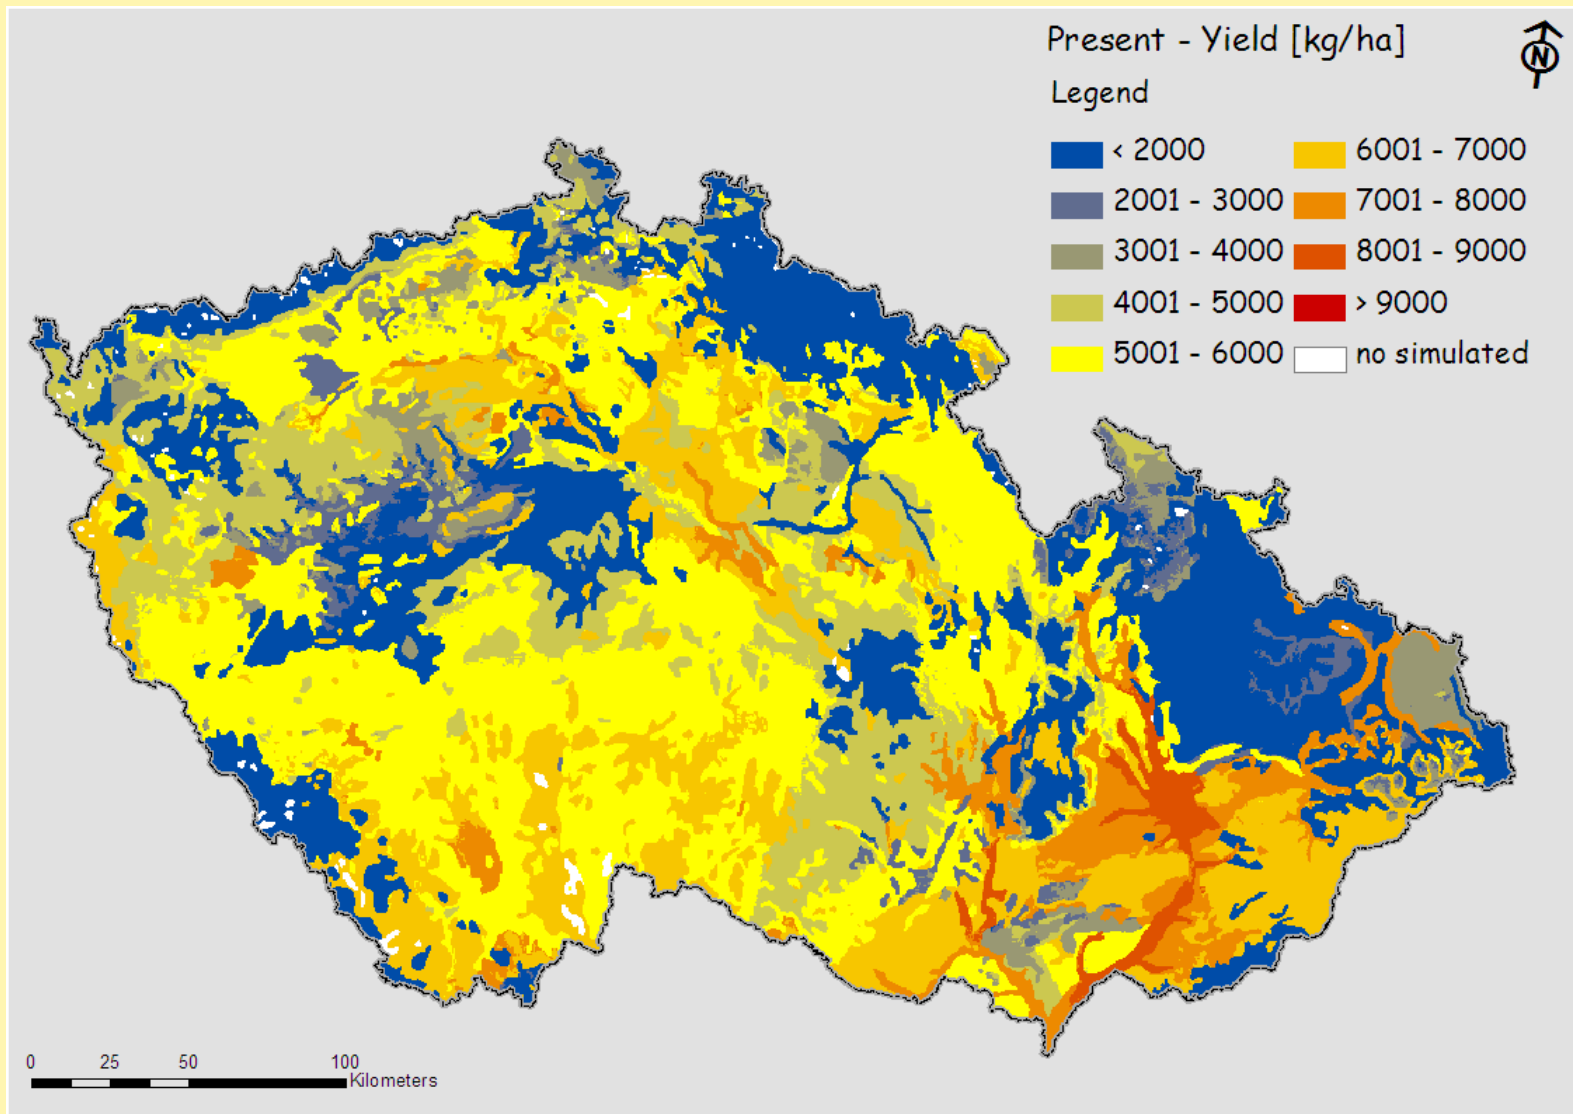 Present - Yield [kg/ha]
N
Legend
< 2000
6001 - 7000
2001 - 3000
7001 - 8000
3001 - 4000
8001 - 9000
4001 - 5000
> 9000
5001 - 6000
no simulated
0 25 50 100
Kilometers